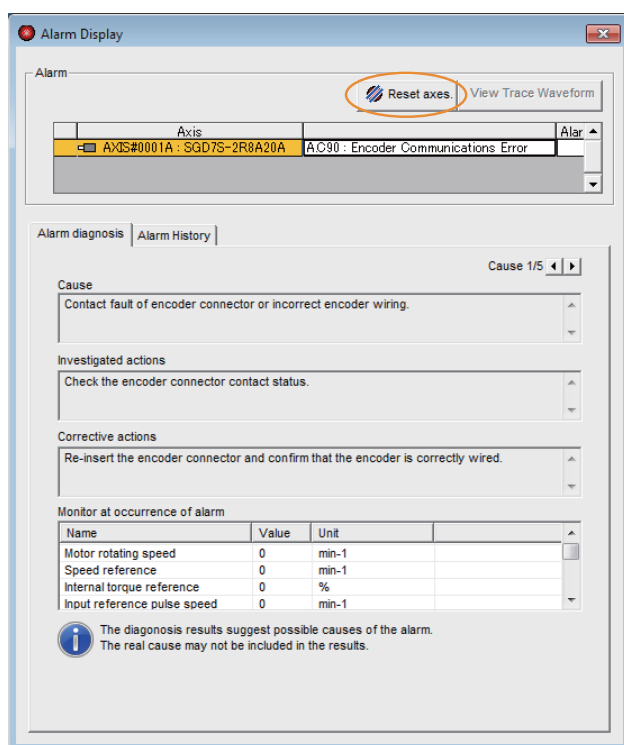 Alarm Display
Alarm
Reset axes.
View Trace Waveform
Axis
Alar
AXIS#0001A : SGD7S-2R8A20A
A.C90 : Encoder Communications Error
Alarm diagnosis
Alarm History
Cause 1/5
Cause
Contact fault of encoder connector or incorrect encoder wiring.
Investigated actions
Check the encoder connector contact status.
Corrective actions
Re-insert the encoder connector and confirm that the encoder is correctly wired.
Monitor at occurrence of alarm
Name Value Unit
Motor rotating speed 0 min-1
Speed reference 0 min-1
Internal torque reference 0 %
Input reference pulse speed 0 min-1
The diagonosis results suggest possible causes of the alarm.
The real cause may not be included in the results.